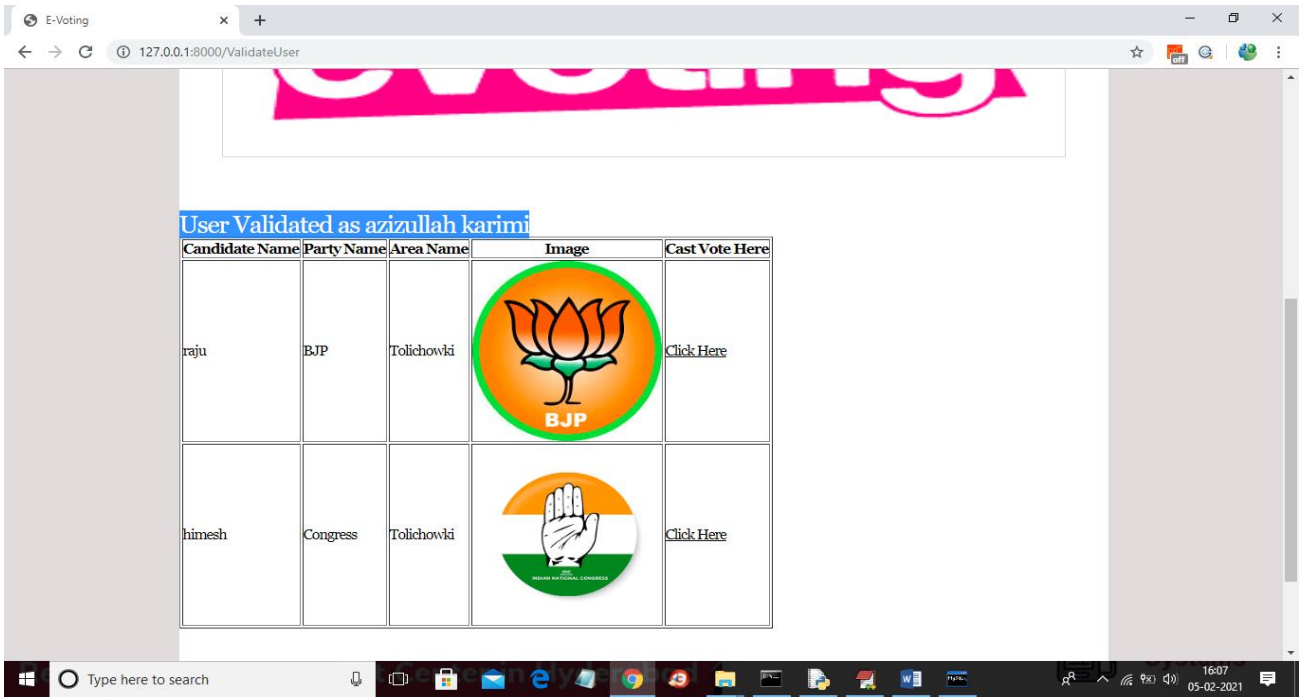 E-Voting
127.0.0.1:8000/ValidateUser
off
evoting
User Validated as azizullah karimi
Candidate Name Party Name Area Name Image Cast Vote Here
raju BJP Tolichowki Click Here
BJP
himesh Congress Tolichowki Click Here
INDIAN NATIONAL CONGRESS
Type here to search
16:07
05-02-2021